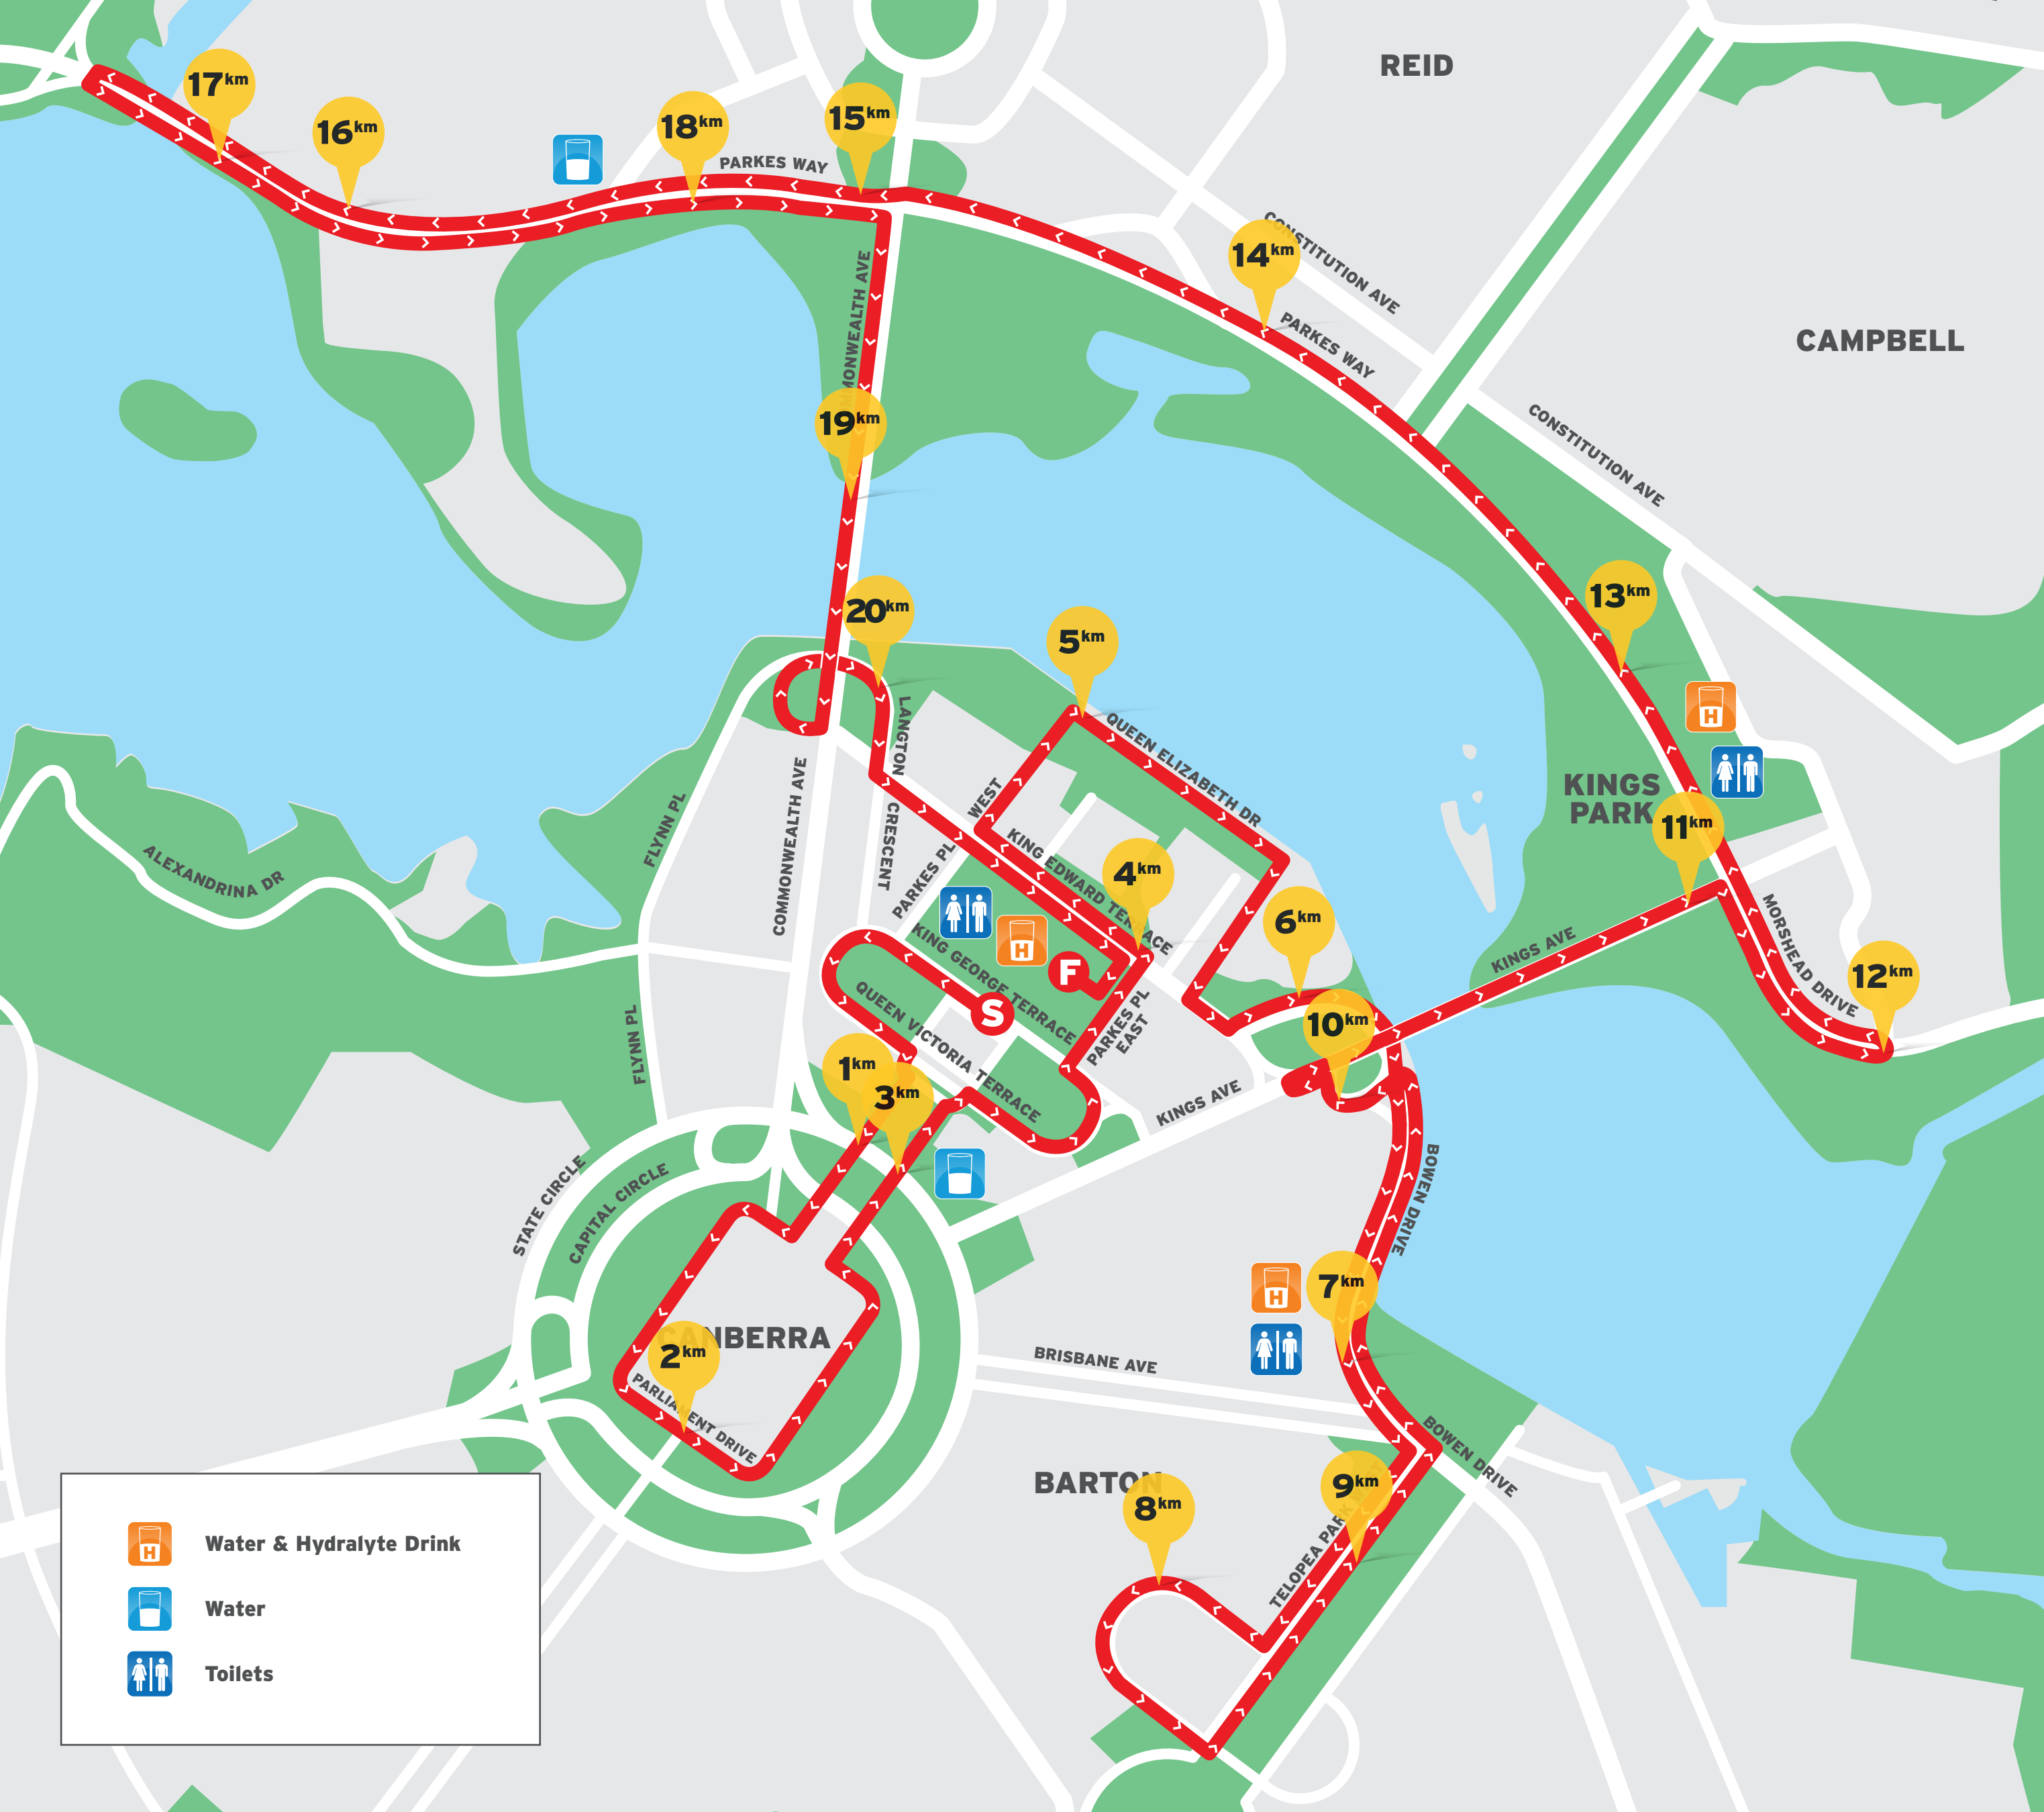 REID
17km
16km
18km
15km
PARKES WAY
CONSTITUTION AVE
14km
PARKES WAY
CAMPBELL
MONWEALTH AVE
19km
CONSTITUTION AVE
13km
20km
5km
H
LANGTON
CRESCENT
QUEEN ELIZABETH DR
KINGS
PARK
11km
WEST
PARKES PL
KING EDWARD TERRACE
4km
FLYNN PL
COMMONWEALTH AVE
ALEXANDRINA DR
H
F
6km
KINGS AVE
MORSHEAD DRIVE
12km
KING GEORGE TERRACE
S
QUEEN VICTORIA TERRACE
PARKES PL
EAST
10km
FLYNN PL
1km
3km
KINGS AVE
STATE CIRCLE
CAPITAL CIRCLE
BOWEN DRIVE
H
7km
CANBERRA
2km
PARLIAMENT DRIVE
BRISBANE AVE
BOWEN DRIVE
BARTON
8km
9km
TELOPEA PARK
H
Water & Hydralyte Drink
Water
Toilets